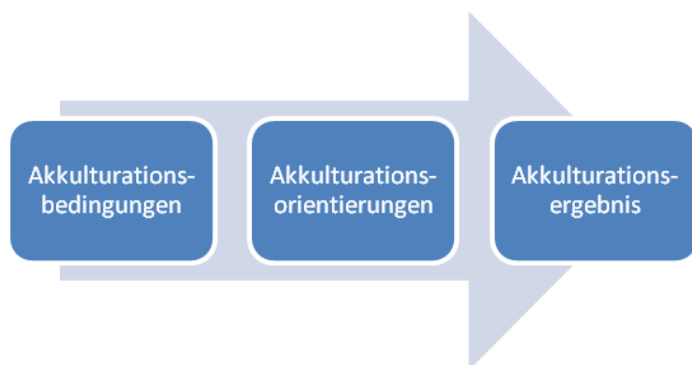 Akkulturations-
bedingungen
Akkulturations-
orientierungen
Akkulturations-
ergebnis